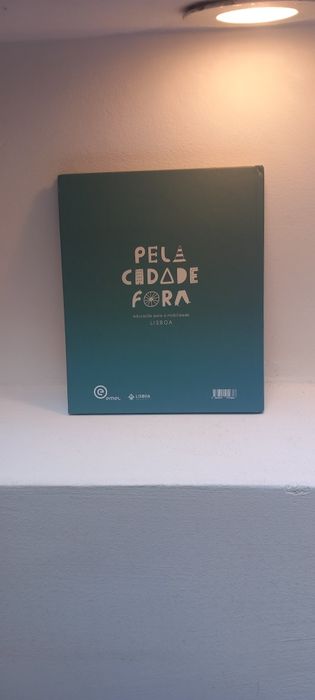 PELA
CIDADE
FORA
educação para a mobilidade
LISBOA
emel
LISBOA